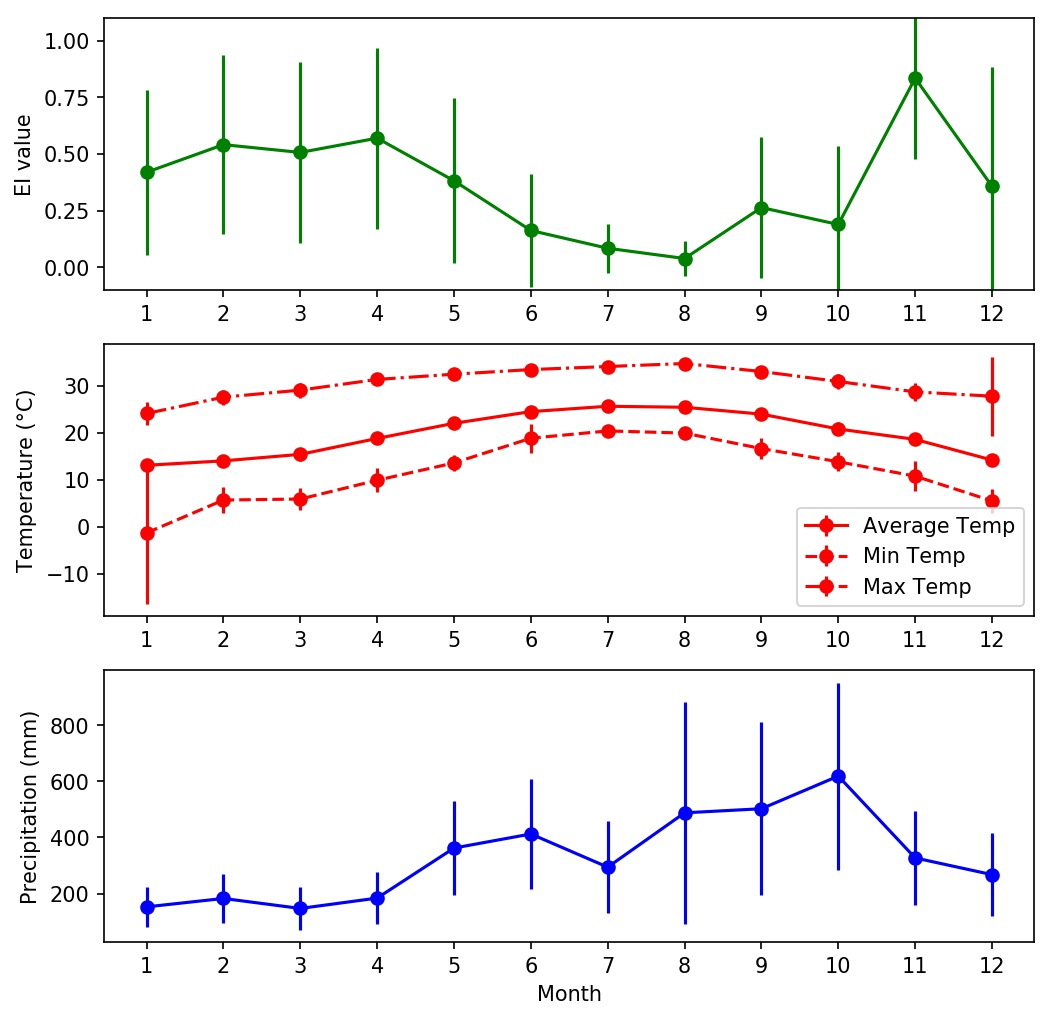 EI value
1.00
0.75
0.50
0.25
0.00
1 2 3 4 5 6 7 8 9 10 11 12
Temperature (°C)
30
20
10
0
−10
Average Temp
Min Temp
Max Temp
1 2 3 4 5 6 7 8 9 10 11 12
Precipitation (mm)
800
600
400
200
1 2 3 4 5 6 7 8 9 10 11 12
Month